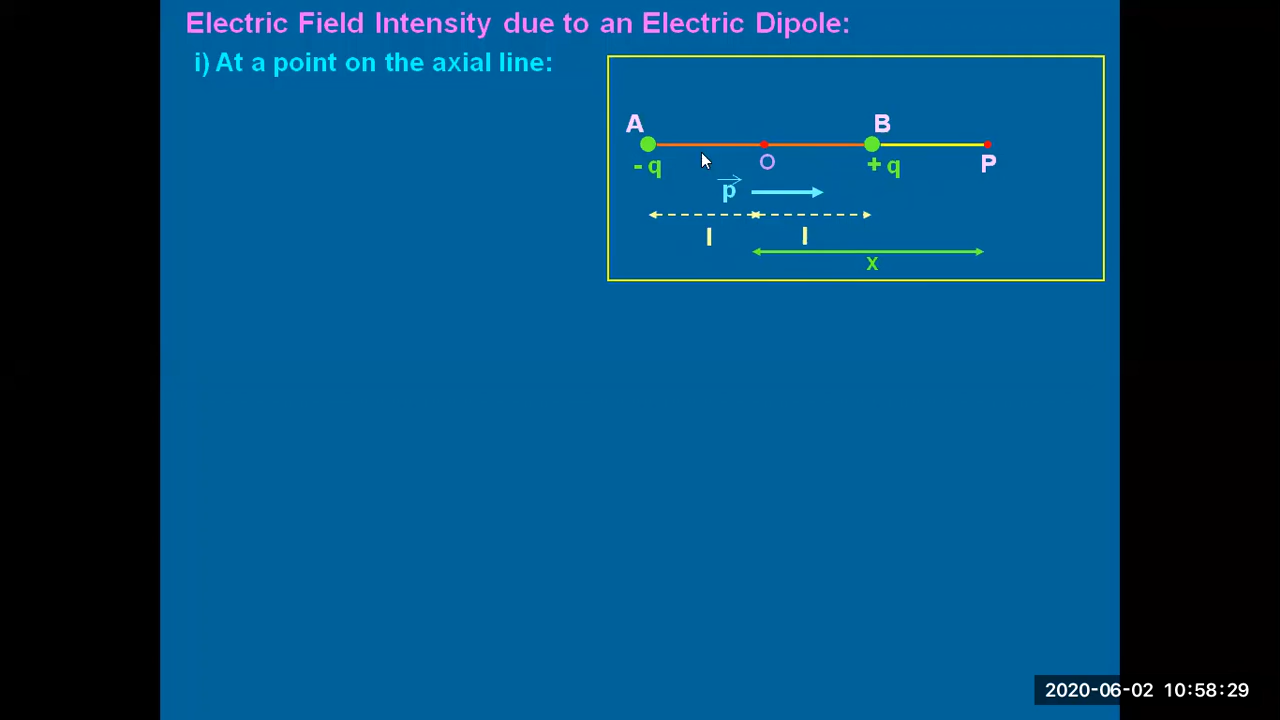 Electric Field Intensity due to an Electric Dipole:
i) At a point on the axial line:
A B
O
- q + q P
p
l l
x
2020-06-02 10:58:29